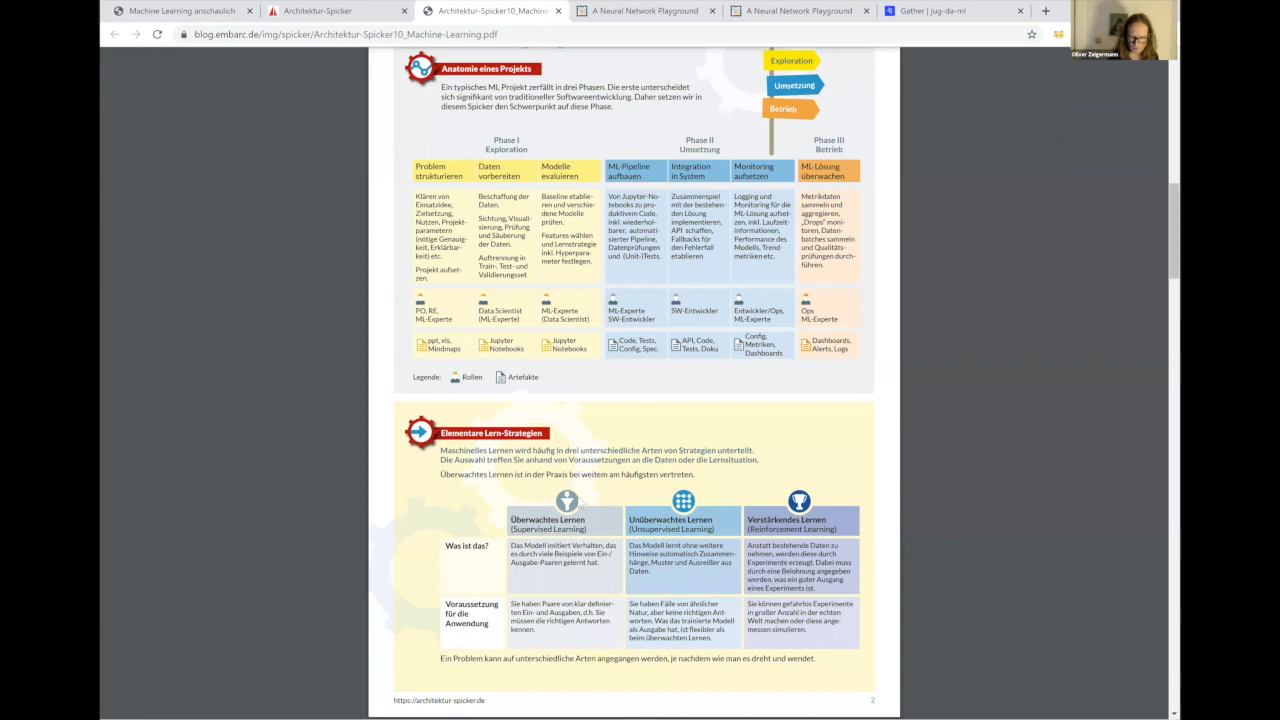 Machine Learning anschaulich
Architektur-Spicker
Architektur-Spicker10_Machine
A Neural Network Playground
A Neural Network Playground
Gather | jug-da-ml
blog.embarc.de/img/spicker/Architektur-Spicker10_Machine-Learning.pdf
Oliver Zeigermann
Anatomie eines Projekts
Ein typisches ML Projekt zerfällt in drei Phasen. Die erste unterscheidet
sich signifikant von traditioneller Softwareentwicklung. Daher setzen wir in
diesem Spicker den Schwerpunkt auf diese Phase.
Exploration
Umsetzung
Betrieb
Phase I
Exploration
Phase II
Umsetzung
Phase III
Betrieb
Problem
strukturieren
Daten
vorbereiten
Modelle
evaluieren
ML-Pipeline
aufbauen
Integration
in System
Monitoring
aufsetzen
ML-Lösung
überwachen
Klären von
Einsatzidee,
Zielsetzung,
Nutzen, Projekt-
parametern
(nötige Genauig-
keit, Erklärbar-
keit) etc.
Projekt aufset-
zen.
Beschaffung der
Daten.
Sichtung, Visuali-
sierung, Prüfung
und Säuberung
der Daten.
Auftrennung in
Train-, Test- und
Validierungsset
Baseline etablie-
ren und verschie-
dene Modelle
prüfen.
Features wählen
und Lernstrategie
inkl. Hyperpara-
meter festlegen.
Von Jupyter-No-
tebooks zu pro-
duktivem Code,
inkl. wiederhol-
barer, automati-
sierter Pipeline,
Datenprüfungen
und (Unit-)Tests.
Zusammenspiel
mit der bestehen-
den Lösung
implementieren,
API schaffen,
Fallbacks für
den Fehlerfall
etablieren
Logging und
Monitoring für die
ML-Lösung aufset-
zen, inkl. Laufzeit-
informationen,
Performance des
Modells, Trend-
metriken etc.
Metrikdaten
sammeln und
aggregieren,
„Drops" moni-
toren, Daten-
batches sammeln
und Qualitäts-
prüfungen durch-
führen.
PO, RE,
ML-Experte
Data Scientist
(ML-Experte)
ML-Experte
(Data Scientist)
ML-Experte
SW-Entwickler
SW-Entwickler
Entwickler/Ops,
ML-Experte
Ops
ML-Experte
ppt, xls,
Mindmaps
Jupyter
Notebooks
Jupyter
Notebooks
Code, Tests,
Config, Spec.
API, Code,
Tests, Doku
Config,
Metriken,
Dashboards
Dashboards,
Alerts, Logs
Legende:
Rollen
Artefakte
Elementare Lern-Strategien
Maschinelles Lernen wird häufig in drei unterschiedliche Arten von Strategien unterteilt.
Die Auswahl treffen Sie anhand von Voraussetzungen an die Daten oder die Lernsituation.
Überwachtes Lernen ist in der Praxis bei weitem am häufigsten vertreten.
Überwachtes Lernen
(Supervised Learning)
Unüberwachtes Lernen
(Unsupervised Learning)
Verstärkendes Lernen
(Reinforcement Learning)
Was ist das?
Das Modell imitiert Verhalten, das
es durch viele Beispiele von Ein-/
Ausgabe-Paaren gelernt hat.
Das Modell lernt ohne weitere
Hinweise automatisch Zusammen-
hänge, Muster und Ausreißer aus
Daten.
Anstatt bestehende Daten zu
nehmen, werden diese durch
Experimente erzeugt. Dabei muss
durch eine Belohnung angegeben
werden, was ein guter Ausgang
eines Experiments ist.
Voraussetzung
für die
Anwendung
Sie haben Paare von klar definier-
ten Ein- und Ausgaben, d.h. Sie
müssen die richtigen Antworten
kennen.
Sie haben Fälle von ähnlicher
Natur, aber keine richtigen Ant-
worten. Was das trainierte Modell
als Ausgabe hat, ist flexibler als
beim überwachten Lernen.
Sie können gefahrlos Experimente
in großer Anzahl in der echten
Welt machen oder diese ange-
messen simulieren.
Ein Problem kann auf unterschiedliche Arten angegangen werden, je nachdem wie man es dreht und wendet.
https://architektur-spicker.de
2